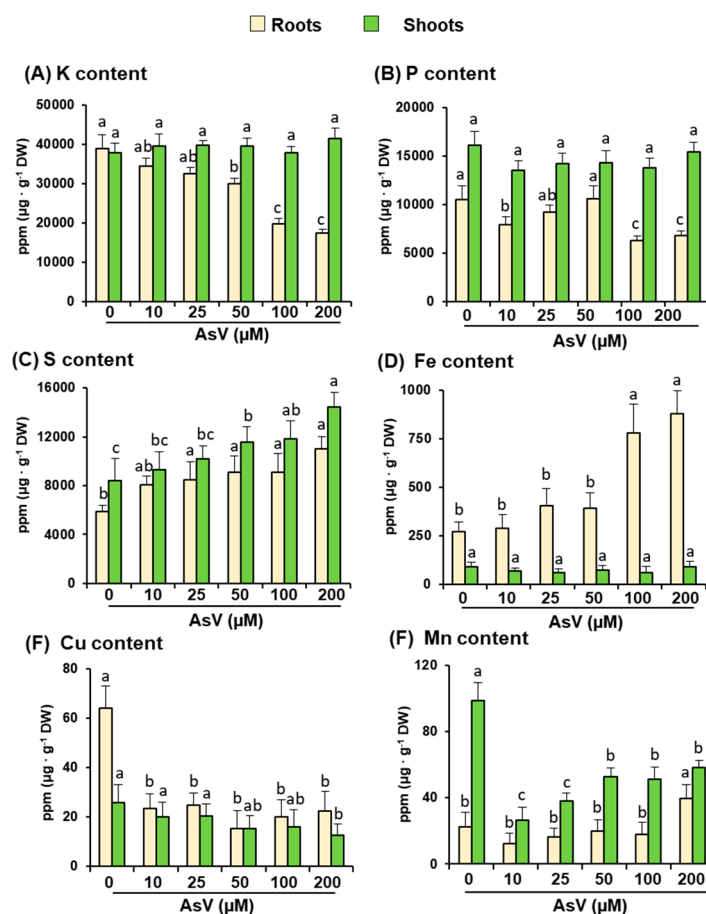 Roots Shoots
(A) K content
50000
40000
30000
20000
10000
0
ppm (µg · g⁻¹ DW)
a a ab a ab a b a c a c a
0 10 25 50 100 200
AsV (µM)
(B) P content
20000
15000
10000
5000
0
ppm (µg · g⁻¹ DW)
a a b a ab a a a c a c a
0 10 25 50 100 200
AsV (µM)
(C) S content
16000
12000
8000
4000
0
ppm (µg · g⁻¹ DW)
b c ab bc a bc a b a ab a a
0 10 25 50 100 200
AsV (µM)
(D) Fe content
1000
750
500
250
0
ppm (µg · g⁻¹ DW)
b a b a b a b a a a a a
0 10 25 50 100 200
AsV (µM)
(F) Cu content
80
60
40
20
0
ppm (µg · g⁻¹ DW)
a a b a b a b ab b ab b b
0 10 25 50 100 200
AsV (µM)
(F) Mn content
120
80
40
0
ppm (µg · g⁻¹ DW)
b a b c b c b b b b a b
0 10 25 50 100 200
AsV (µM)